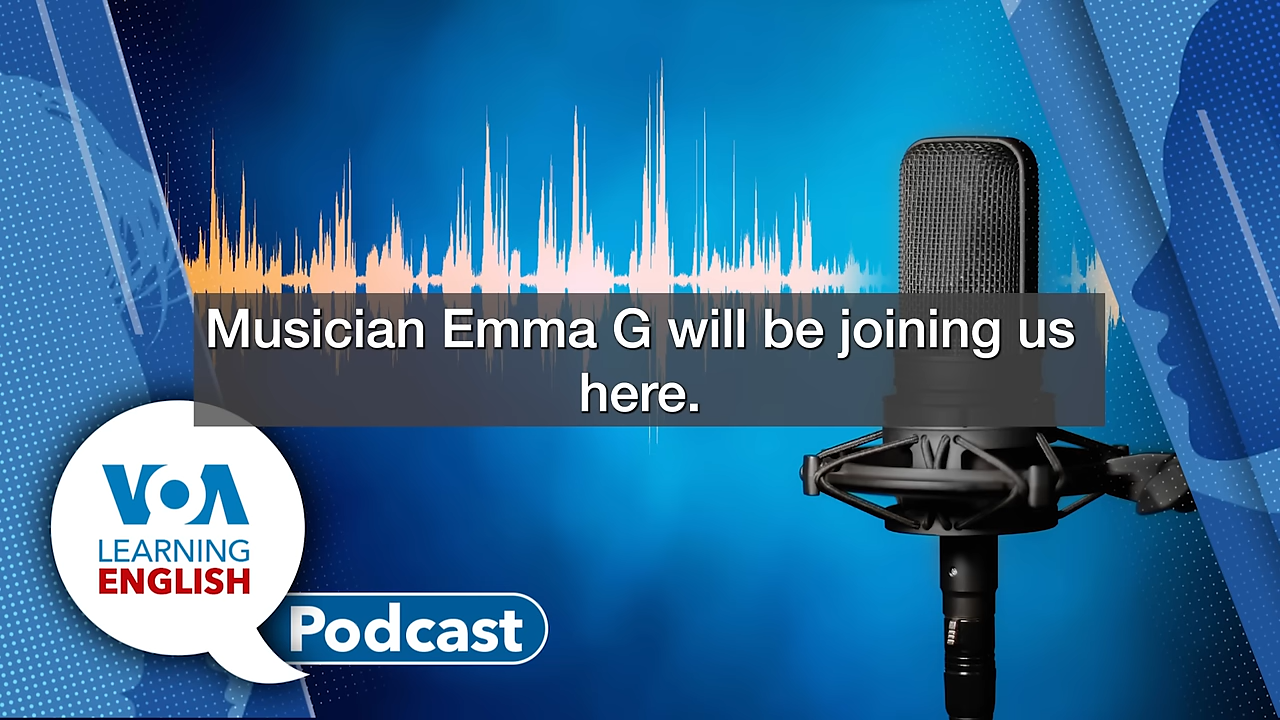 Musician Emma G will be joining us
here.
VOA
LEARNING
ENGLISH
Podcast